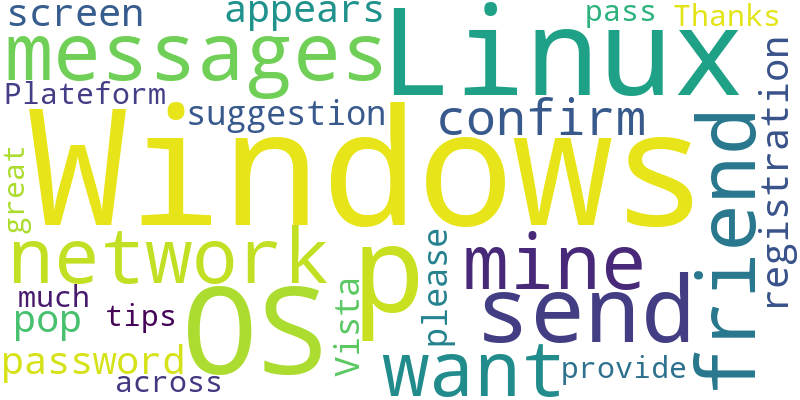 screen
appears
pass
Thanks
messages
Linux
Plateform
suggestion
confirm
registration
Windows
great
friend
network
p
mine
please
much
OS
send
pop
tips
Vista
password
want
provide
across